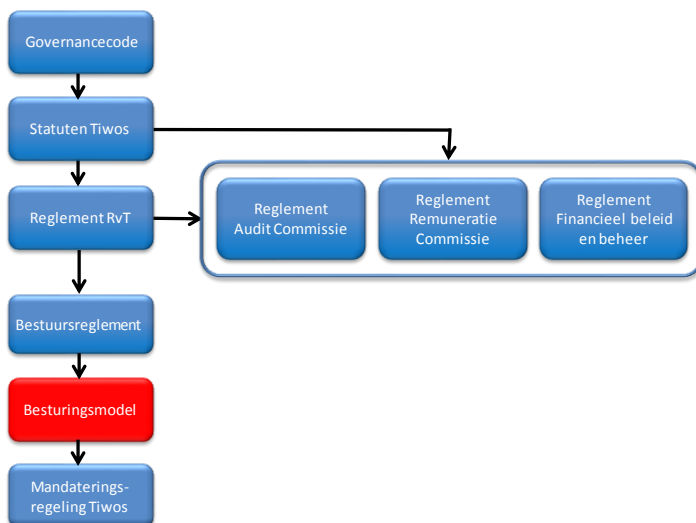 Governancecode
Statuten Tiwos
Reglement RvT
Reglement
Audit Commissie
Reglement
Remuneratie
Commissie
Reglement
Financieel beleid
en beheer
Bestuursreglement
Besturingsmodel
Mandaterings-
regeling Tiwos